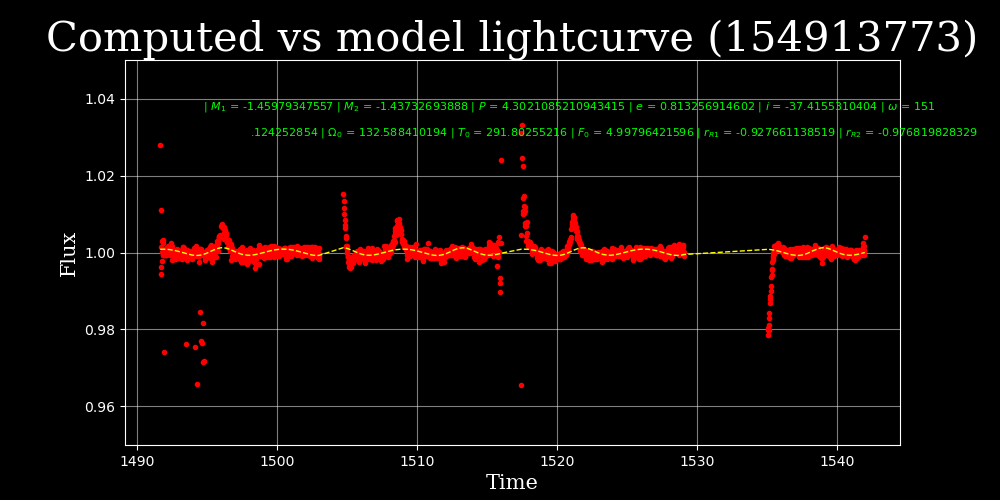 Computed vs model lightcurve (154913773)
| M₁ = -1.45979347557 | M₂ = -1.43732693888 | P = 4.3021085210943415 | e = 0.813256914602 | i = -37.4155310404 | ω = 151
.124252854 | Ω₀ = 132.588410194 | T₀ = 291.80255216 | F₀ = 4.99796421596 | r_R1 = -0.927661138519 | r_R2 = -0.976819828329
1.04
1.02
1.00
0.98
0.96
Flux
1490 1500 1510 1520 1530 1540
Time